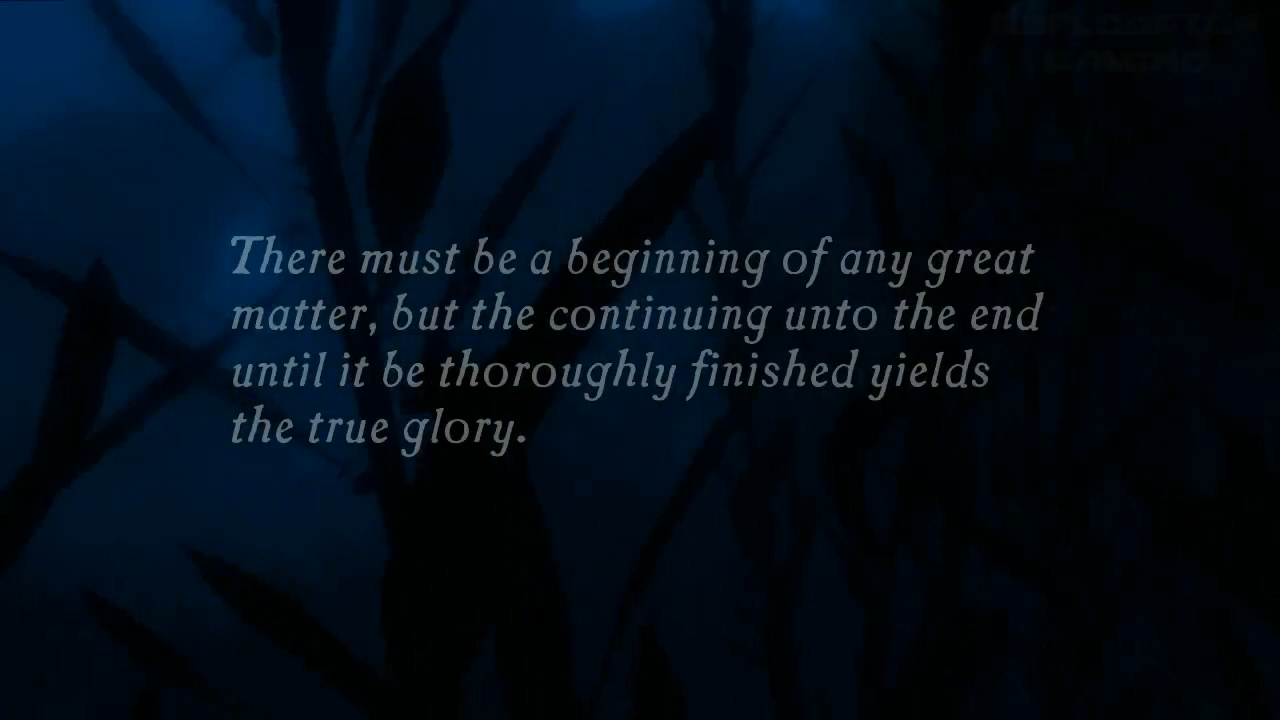 There must be a beginning of any great
matter, but the continuing unto the end
until it be thoroughly finished yields
the true glory.